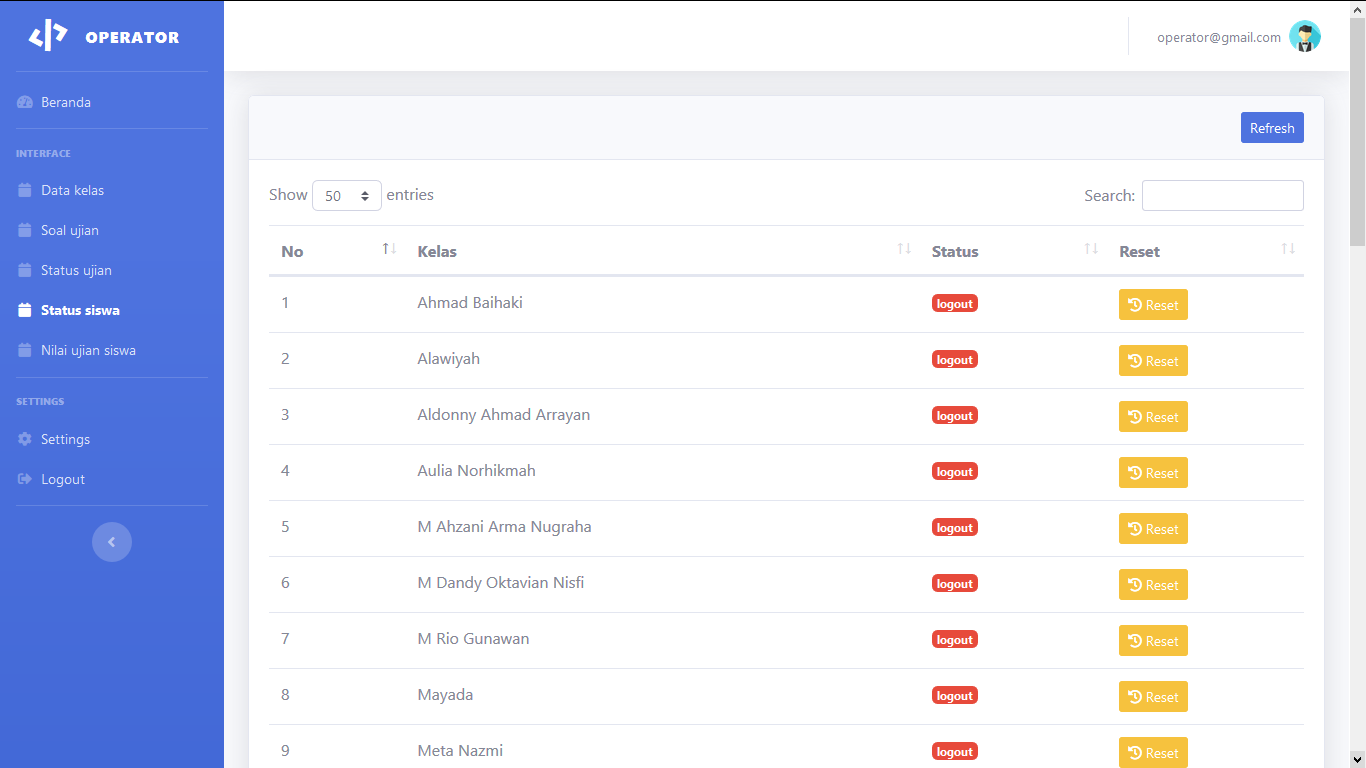 OPERATOR
operator@gmail.com
Beranda
INTERFACE
Data kelas
Soal ujian
Status ujian
Status siswa
Nilai ujian siswa
SETTINGS
Settings
Logout
Refresh
Show 50 entries
Search:
No Kelas Status Reset
1 Ahmad Baihaki logout Reset
2 Alawiyah logout Reset
3 Aldonny Ahmad Arrayan logout Reset
4 Aulia Norhikmah logout Reset
5 M Ahzani Arma Nugraha logout Reset
6 M Dandy Oktavian Nisfi logout Reset
7 M Rio Gunawan logout Reset
8 Mayada logout Reset
9 Meta Nazmi logout Reset